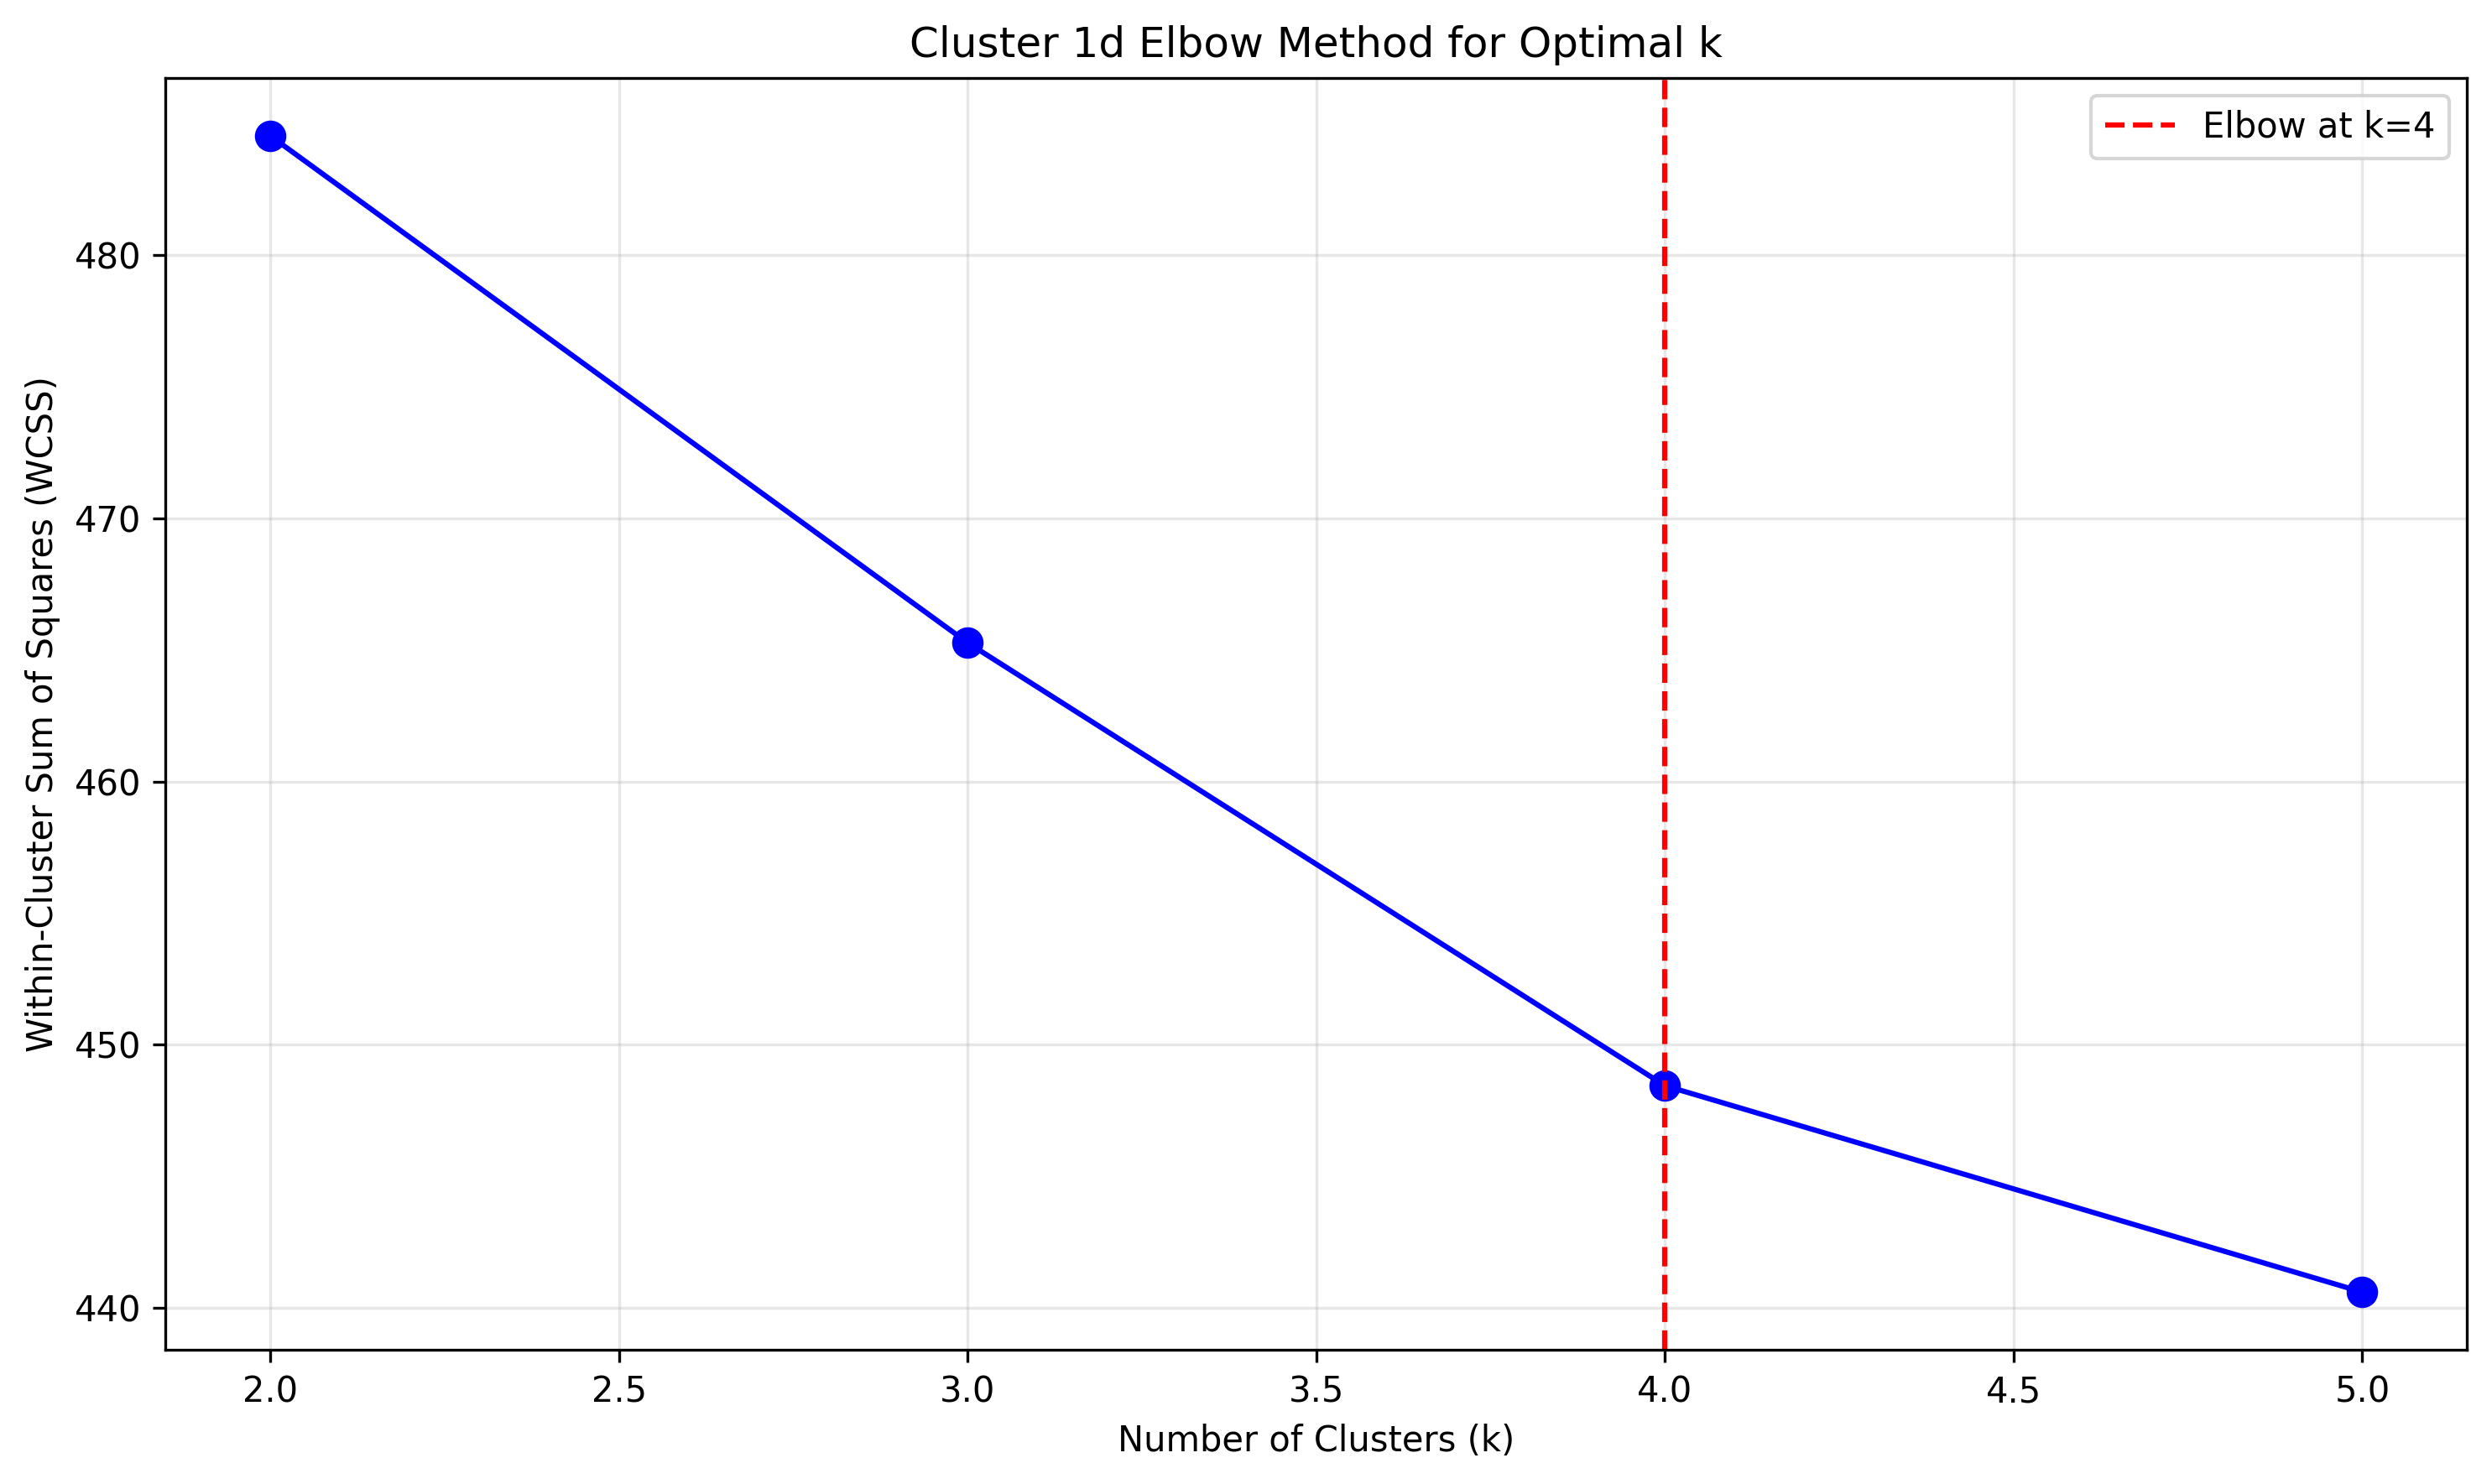 Cluster 1d Elbow Method for Optimal k
Elbow at k=4
Within-Cluster Sum of Squares (WCSS)
480
470
460
450
440
2.0 2.5 3.0 3.5 4.0 4.5 5.0
Number of Clusters (k)